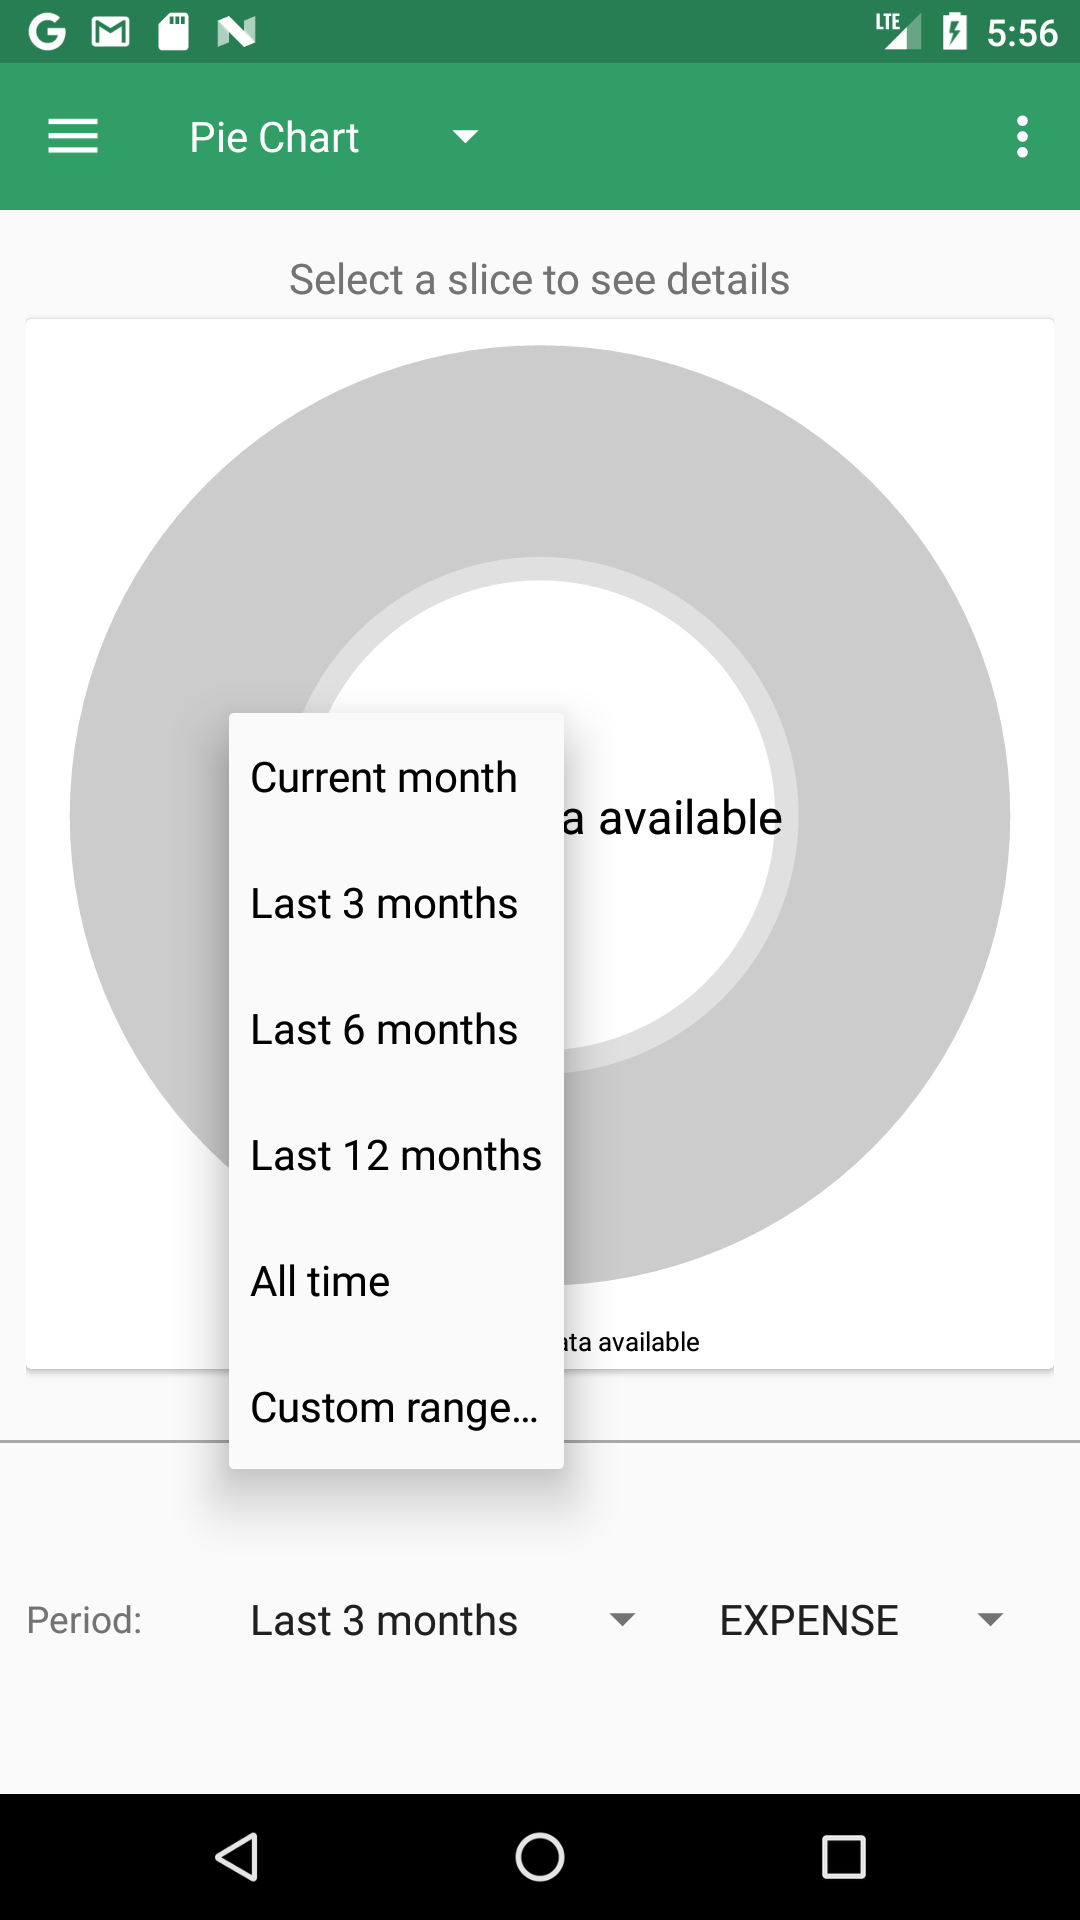 LTE 5:56
Pie Chart
Select a slice to see details
Current month
a available
Last 3 months
Last 6 months
Last 12 months
All time
ata available
Custom range...
Period: Last 3 months EXPENSE